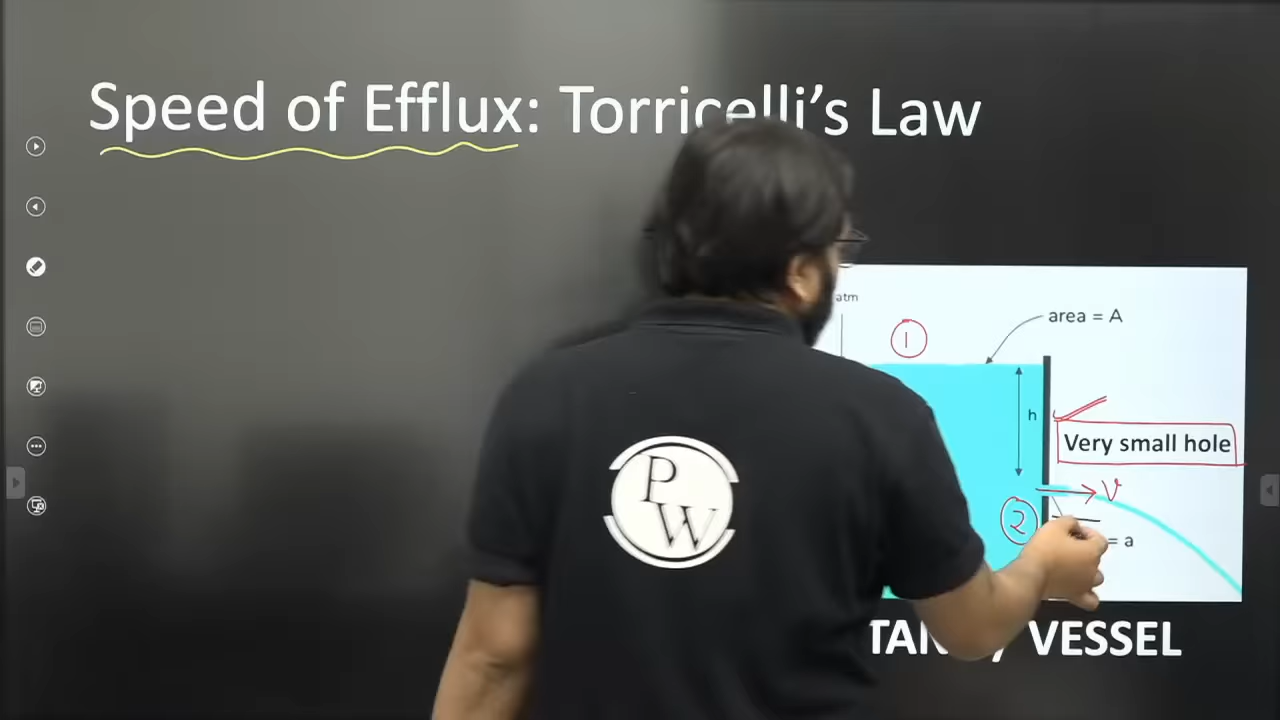 Speed of Efflux: Torricelli's Law
atm
1
area = A
h
Very small hole
V
2
= a
VESSEL
P
W